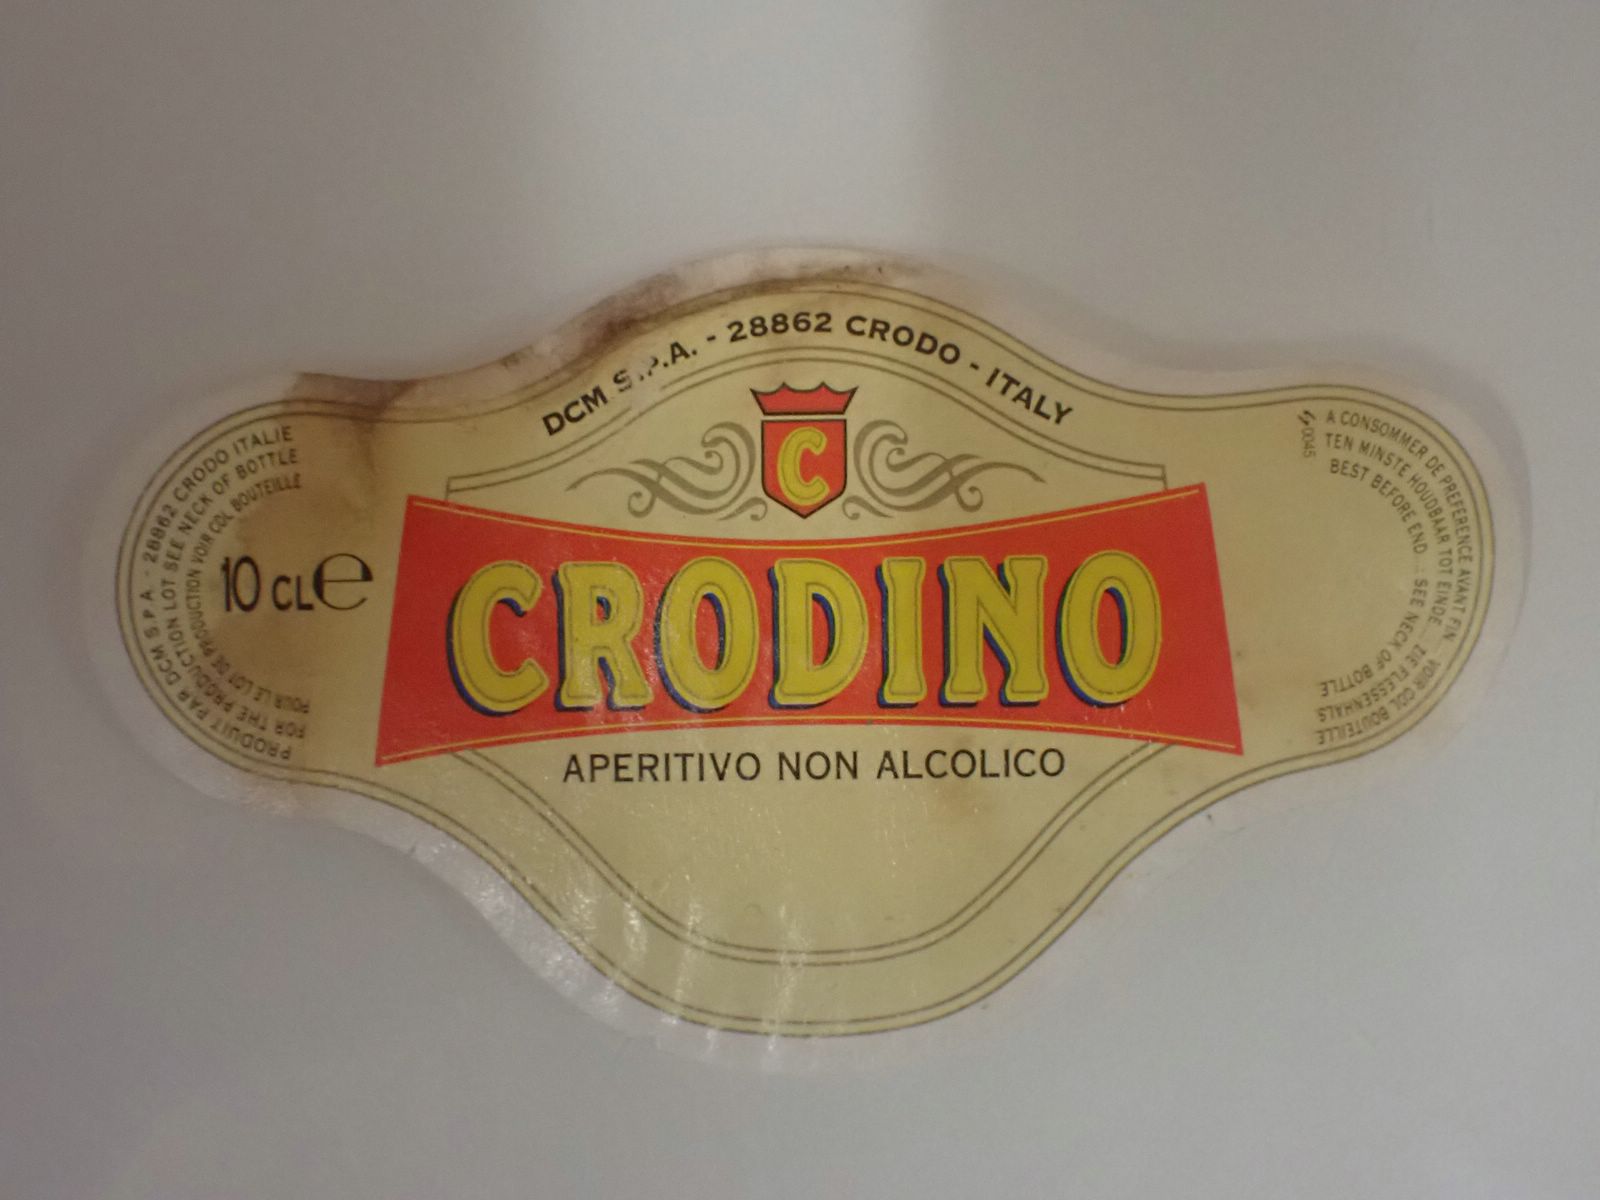 DCM S.P.A. - 28862 CRODO - ITALY
C
CRODINO
APERITIVO NON ALCOLICO
10 CL e
PRODUIT PAR DCM S.P.A. - 28862 CRODO ITALIE
FOR THE PRODUCTION LOT SEE NECK OF BOTTLE
POUR LE LOT DE PRODUCTION VOIR COL BOUTEILLE
A CONSOMMER DE PREFERENCE AVANT FIN ... VOIR COL BOUTEILLE
TEN MINSTE HOUDBAAR TOT EINDE ... ZIE FLESSENHALS
BEST BEFORE END ... SEE NECK OF BOTTLE
0045